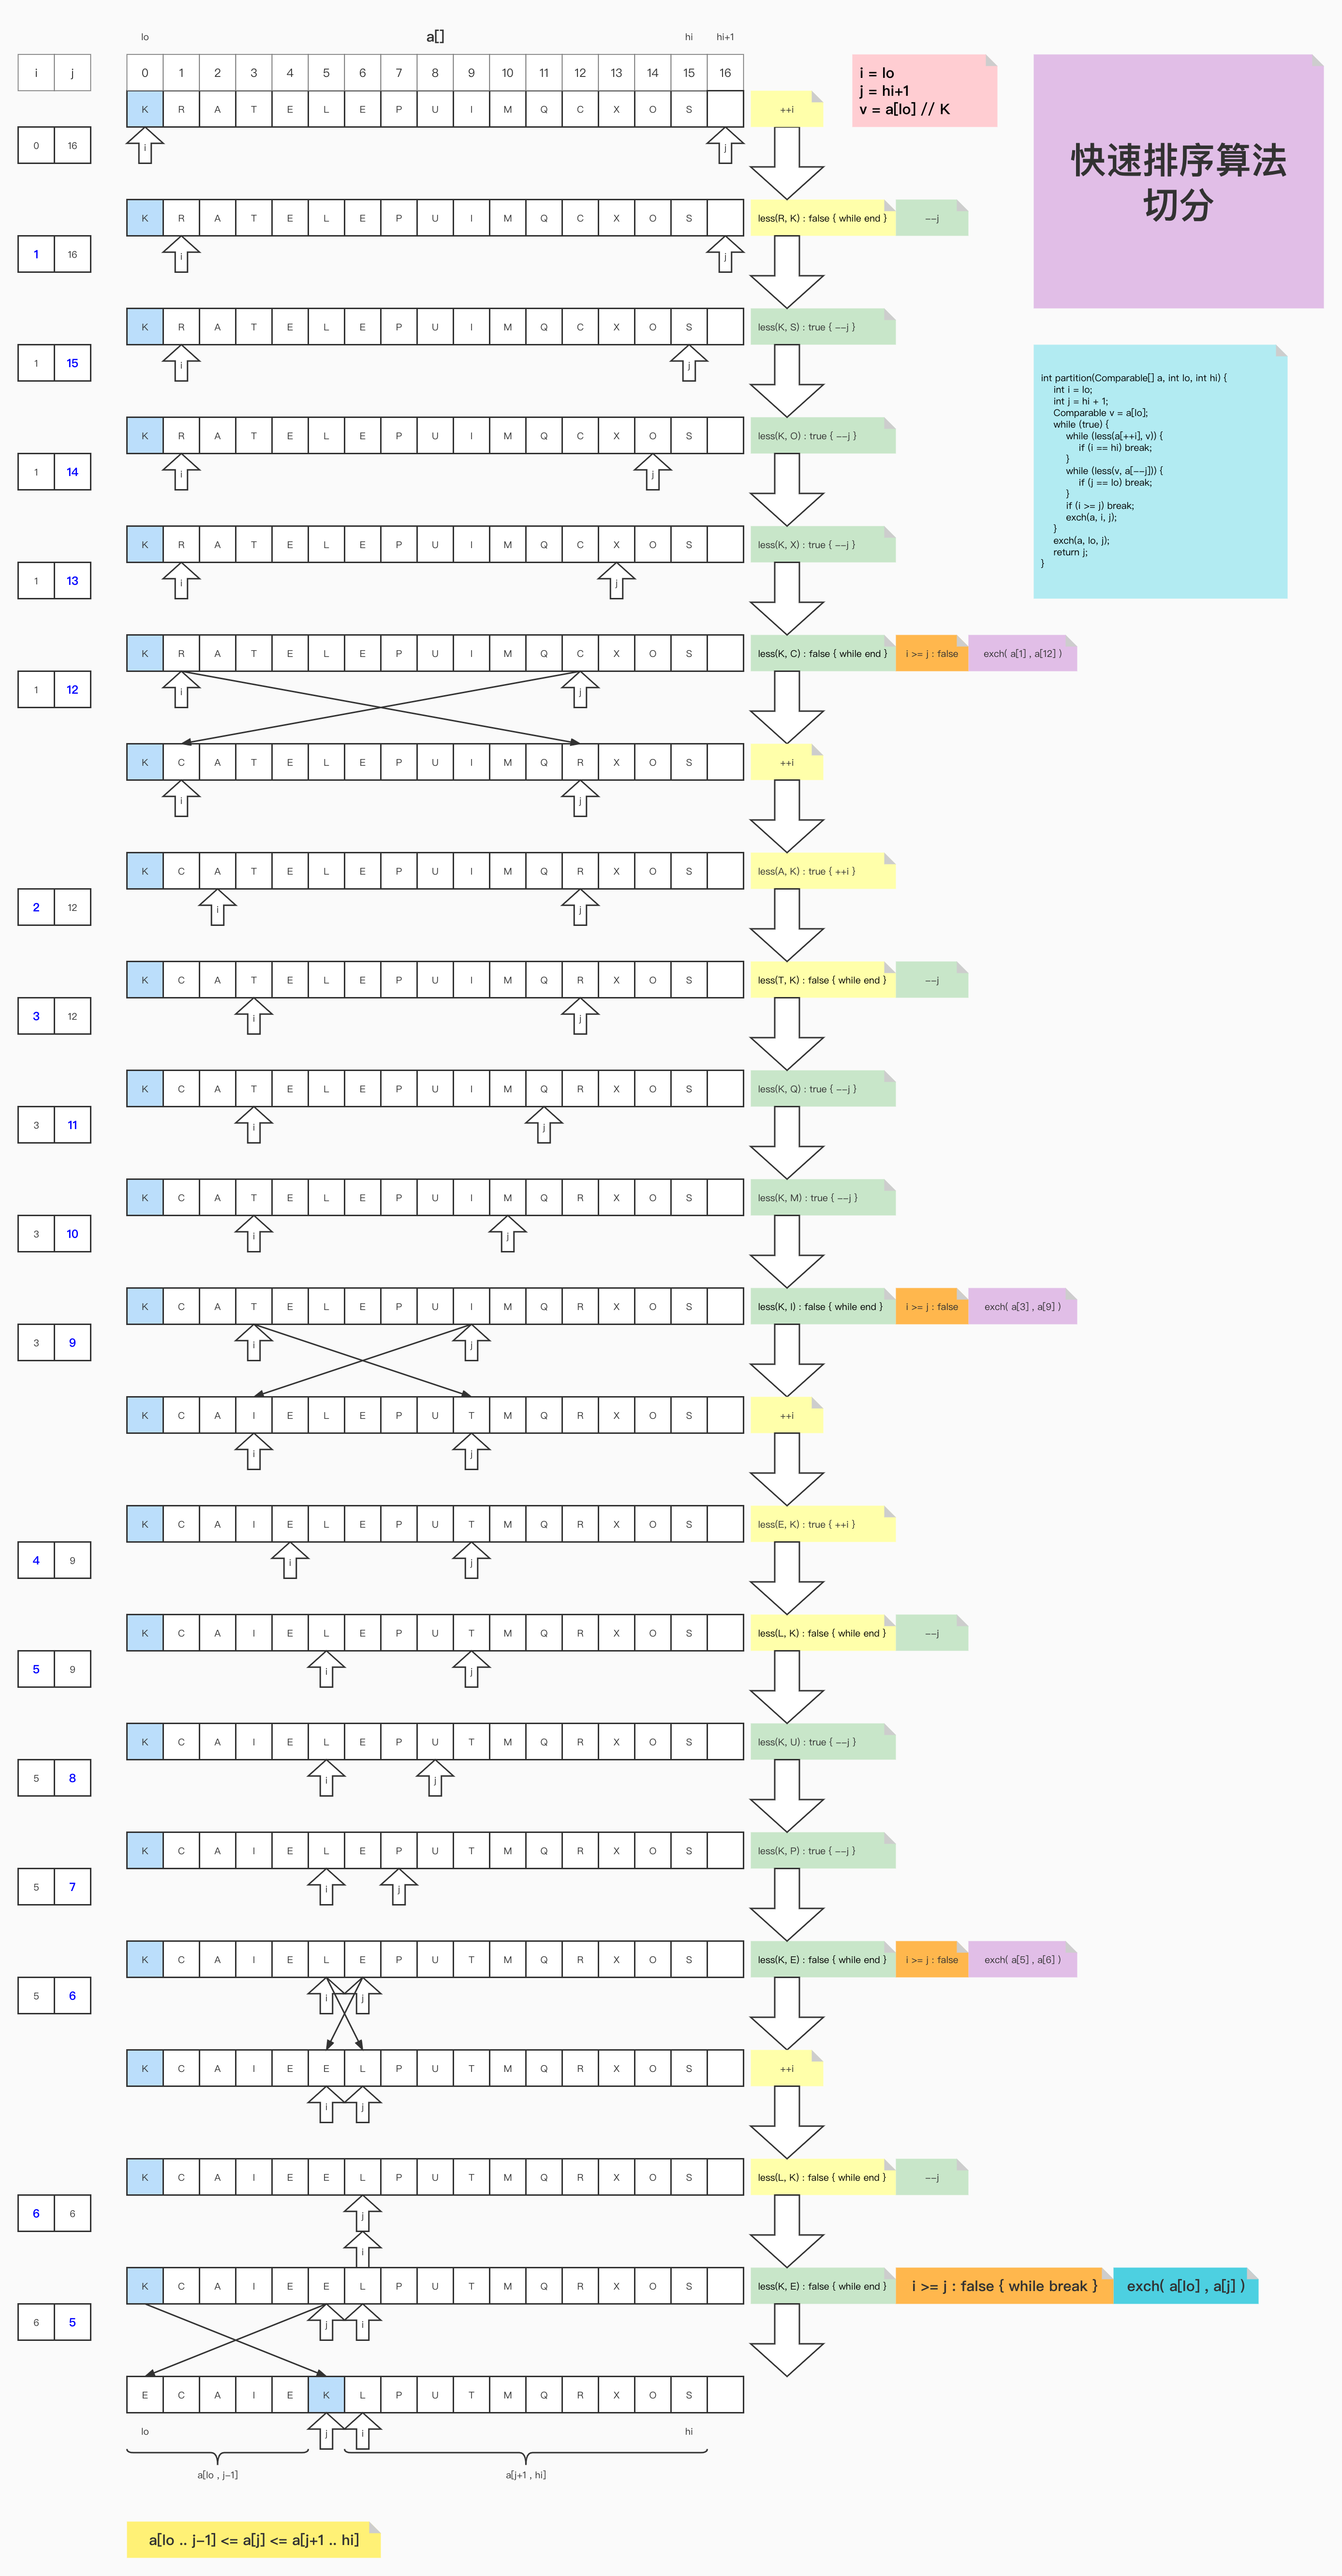 lo a[] hi hi+1
i j 0 1 2 3 4 5 6 7 8 9 10 11 12 13 14 15 16
K R A T E L E P U I M Q C X O S ++i
0 16 i j
i = lo
j = hi+1
v = a[lo] // K
快速排序算法
切分
K R A T E L E P U I M Q C X O S less(R, K) : false { while end } --j
1 16 i j
K R A T E L E P U I M Q C X O S less(K, S) : true { --j }
1 15 i j
int partition(Comparable[] a, int lo, int hi) {
int i = lo;
int j = hi + 1;
Comparable v = a[lo];
while (true) {
while (less(a[++i], v)) {
if (i == hi) break;
}
while (less(v, a[--j])) {
if (j == lo) break;
}
if (i >= j) break;
exch(a, i, j);
}
exch(a, lo, j);
return j;
}
K R A T E L E P U I M Q C X O S less(K, O) : true { --j }
1 14 i j
K R A T E L E P U I M Q C X O S less(K, X) : true { --j }
1 13 i j
K R A T E L E P U I M Q C X O S less(K, C) : false { while end } i >= j : false exch( a[1] , a[12] )
1 12 i j
K C A T E L E P U I M Q R X O S ++i
i j
K C A T E L E P U I M Q R X O S less(A, K) : true { ++i }
2 12 i j
K C A T E L E P U I M Q R X O S less(T, K) : false { while end } --j
3 12 i j
K C A T E L E P U I M Q R X O S less(K, Q) : true { --j }
3 11 i j
K C A T E L E P U I M Q R X O S less(K, M) : true { --j }
3 10 i j
K C A T E L E P U I M Q R X O S less(K, I) : false { while end } i >= j : false exch( a[3] , a[9] )
3 9 i j
K C A I E L E P U T M Q R X O S ++i
i j
K C A I E L E P U T M Q R X O S less(E, K) : true { ++i }
4 9 i j
K C A I E L E P U T M Q R X O S less(L, K) : false { while end } --j
5 9 i j
K C A I E L E P U T M Q R X O S less(K, U) : true { --j }
5 8 i j
K C A I E L E P U T M Q R X O S less(K, P) : true { --j }
5 7 i j
K C A I E L E P U T M Q R X O S less(K, E) : false { while end } i >= j : false exch( a[5] , a[6] )
5 6 i j
K C A I E E L P U T M Q R X O S ++i
i j
K C A I E E L P U T M Q R X O S less(L, K) : false { while end } --j
6 6 j
i
K C A I E E L P U T M Q R X O S less(K, E) : false { while end } i >= j : false { while break } exch( a[lo] , a[j] )
6 5 j i
E C A I E K L P U T M Q R X O S
lo j i hi
a[lo , j-1] a[j+1 , hi]
a[lo .. j-1] <= a[j] <= a[j+1 .. hi]